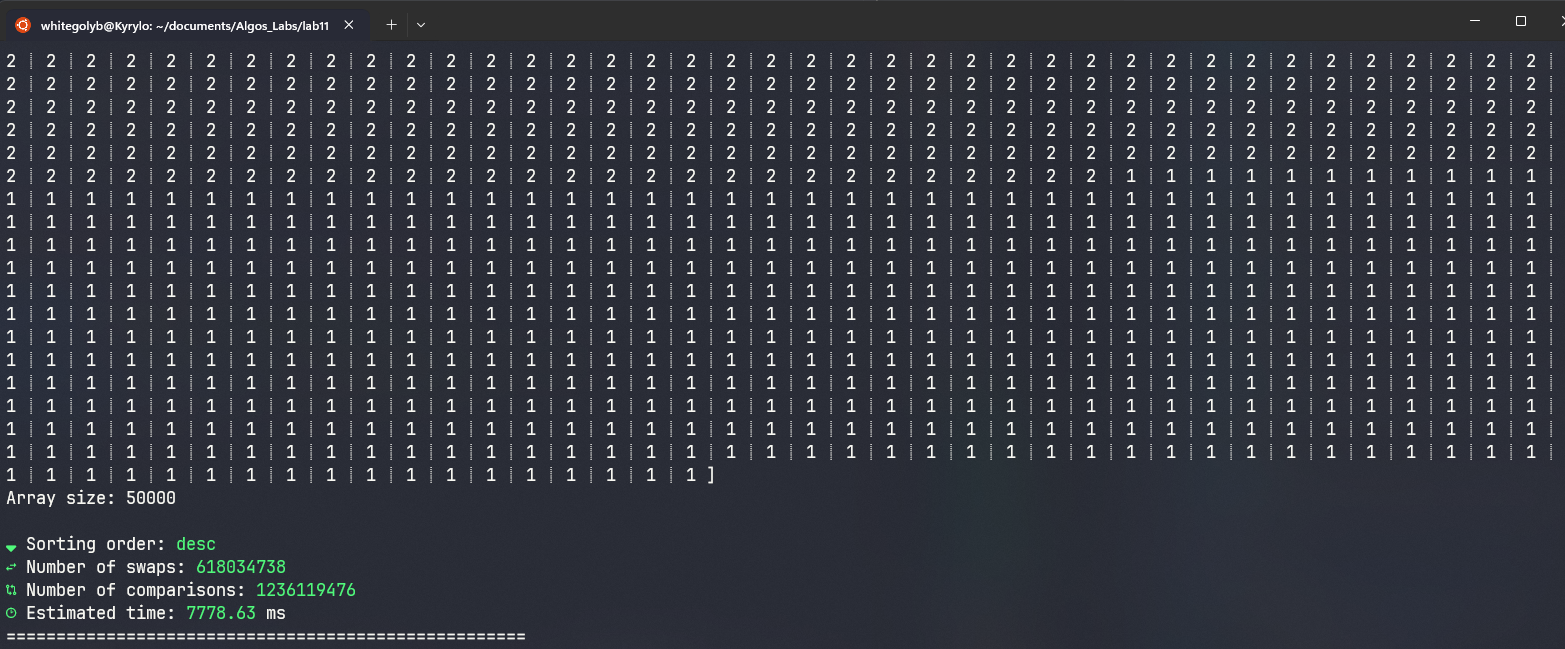 whitegolyb@Kyrylo: ~/documents/Algos_Labs/lab11
2 | 2 | 2 | 2 | 2 | 2 | 2 | 2 | 2 | 2 | 2 | 2 | 2 | 2 | 2 | 2 | 2 | 2 | 2 | 2 | 2 | 2 | 2 | 2 | 2 | 2 | 2 | 2 | 2 | 2 | 2 | 2 | 2 | 2 | 2 | 2 | 2 | 2 | 2 |
2 | 2 | 2 | 2 | 2 | 2 | 2 | 2 | 2 | 2 | 2 | 2 | 2 | 2 | 2 | 2 | 2 | 2 | 2 | 2 | 2 | 2 | 2 | 2 | 2 | 2 | 2 | 2 | 2 | 2 | 2 | 2 | 2 | 2 | 2 | 2 | 2 | 2 | 2 |
2 | 2 | 2 | 2 | 2 | 2 | 2 | 2 | 2 | 2 | 2 | 2 | 2 | 2 | 2 | 2 | 2 | 2 | 2 | 2 | 2 | 2 | 2 | 2 | 2 | 2 | 2 | 2 | 2 | 2 | 2 | 2 | 2 | 2 | 2 | 2 | 2 | 2 | 2 |
2 | 2 | 2 | 2 | 2 | 2 | 2 | 2 | 2 | 2 | 2 | 2 | 2 | 2 | 2 | 2 | 2 | 2 | 2 | 2 | 2 | 2 | 2 | 2 | 2 | 2 | 2 | 2 | 2 | 2 | 2 | 2 | 2 | 2 | 2 | 2 | 2 | 2 | 2 |
2 | 2 | 2 | 2 | 2 | 2 | 2 | 2 | 2 | 2 | 2 | 2 | 2 | 2 | 2 | 2 | 2 | 2 | 2 | 2 | 2 | 2 | 2 | 2 | 2 | 2 | 2 | 2 | 2 | 2 | 2 | 2 | 2 | 2 | 2 | 2 | 2 | 2 | 2 |
2 | 2 | 2 | 2 | 2 | 2 | 2 | 2 | 2 | 2 | 2 | 2 | 2 | 2 | 2 | 2 | 2 | 2 | 2 | 2 | 2 | 2 | 2 | 2 | 2 | 2 | 2 | 2 | 1 | 1 | 1 | 1 | 1 | 1 | 1 | 1 | 1 | 1 | 1 |
1 | 1 | 1 | 1 | 1 | 1 | 1 | 1 | 1 | 1 | 1 | 1 | 1 | 1 | 1 | 1 | 1 | 1 | 1 | 1 | 1 | 1 | 1 | 1 | 1 | 1 | 1 | 1 | 1 | 1 | 1 | 1 | 1 | 1 | 1 | 1 | 1 | 1 | 1 |
1 | 1 | 1 | 1 | 1 | 1 | 1 | 1 | 1 | 1 | 1 | 1 | 1 | 1 | 1 | 1 | 1 | 1 | 1 | 1 | 1 | 1 | 1 | 1 | 1 | 1 | 1 | 1 | 1 | 1 | 1 | 1 | 1 | 1 | 1 | 1 | 1 | 1 | 1 |
1 | 1 | 1 | 1 | 1 | 1 | 1 | 1 | 1 | 1 | 1 | 1 | 1 | 1 | 1 | 1 | 1 | 1 | 1 | 1 | 1 | 1 | 1 | 1 | 1 | 1 | 1 | 1 | 1 | 1 | 1 | 1 | 1 | 1 | 1 | 1 | 1 | 1 | 1 |
1 | 1 | 1 | 1 | 1 | 1 | 1 | 1 | 1 | 1 | 1 | 1 | 1 | 1 | 1 | 1 | 1 | 1 | 1 | 1 | 1 | 1 | 1 | 1 | 1 | 1 | 1 | 1 | 1 | 1 | 1 | 1 | 1 | 1 | 1 | 1 | 1 | 1 | 1 |
1 | 1 | 1 | 1 | 1 | 1 | 1 | 1 | 1 | 1 | 1 | 1 | 1 | 1 | 1 | 1 | 1 | 1 | 1 | 1 | 1 | 1 | 1 | 1 | 1 | 1 | 1 | 1 | 1 | 1 | 1 | 1 | 1 | 1 | 1 | 1 | 1 | 1 | 1 |
1 | 1 | 1 | 1 | 1 | 1 | 1 | 1 | 1 | 1 | 1 | 1 | 1 | 1 | 1 | 1 | 1 | 1 | 1 | 1 | 1 | 1 | 1 | 1 | 1 | 1 | 1 | 1 | 1 | 1 | 1 | 1 | 1 | 1 | 1 | 1 | 1 | 1 | 1 |
1 | 1 | 1 | 1 | 1 | 1 | 1 | 1 | 1 | 1 | 1 | 1 | 1 | 1 | 1 | 1 | 1 | 1 | 1 | 1 | 1 | 1 | 1 | 1 | 1 | 1 | 1 | 1 | 1 | 1 | 1 | 1 | 1 | 1 | 1 | 1 | 1 | 1 | 1 |
1 | 1 | 1 | 1 | 1 | 1 | 1 | 1 | 1 | 1 | 1 | 1 | 1 | 1 | 1 | 1 | 1 | 1 | 1 | 1 | 1 | 1 | 1 | 1 | 1 | 1 | 1 | 1 | 1 | 1 | 1 | 1 | 1 | 1 | 1 | 1 | 1 | 1 | 1 |
1 | 1 | 1 | 1 | 1 | 1 | 1 | 1 | 1 | 1 | 1 | 1 | 1 | 1 | 1 | 1 | 1 | 1 | 1 | 1 | 1 | 1 | 1 | 1 | 1 | 1 | 1 | 1 | 1 | 1 | 1 | 1 | 1 | 1 | 1 | 1 | 1 | 1 | 1 |
1 | 1 | 1 | 1 | 1 | 1 | 1 | 1 | 1 | 1 | 1 | 1 | 1 | 1 | 1 | 1 | 1 | 1 | 1 | 1 | 1 | 1 | 1 | 1 | 1 | 1 | 1 | 1 | 1 | 1 | 1 | 1 | 1 | 1 | 1 | 1 | 1 | 1 | 1 |
1 | 1 | 1 | 1 | 1 | 1 | 1 | 1 | 1 | 1 | 1 | 1 | 1 | 1 | 1 | 1 | 1 | 1 | 1 | 1 | 1 | 1 | 1 | 1 | 1 | 1 | 1 | 1 | 1 | 1 | 1 | 1 | 1 | 1 | 1 | 1 | 1 | 1 | 1 |
1 | 1 | 1 | 1 | 1 | 1 | 1 | 1 | 1 | 1 | 1 | 1 | 1 | 1 | 1 | 1 | 1 | 1 | 1 | 1 | 1 | 1 | 1 | 1 | 1 | 1 | 1 | 1 | 1 | 1 | 1 | 1 | 1 | 1 | 1 | 1 | 1 | 1 | 1 |
1 | 1 | 1 | 1 | 1 | 1 | 1 | 1 | 1 | 1 | 1 | 1 | 1 | 1 | 1 | 1 | 1 | 1 ]
Array size: 50000
Sorting order: desc
Number of swaps: 618034738
Number of comparisons: 1236119476
Estimated time: 7778.63 ms
====================================================